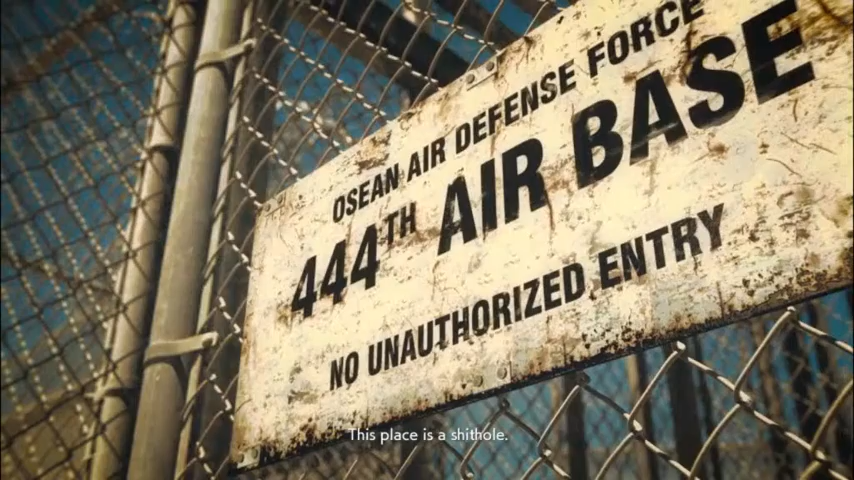 OSEAN AIR DEFENSE FORCE
444TH AIR BASE
NO UNAUTHORIZED ENTRY
This place is a shithole.